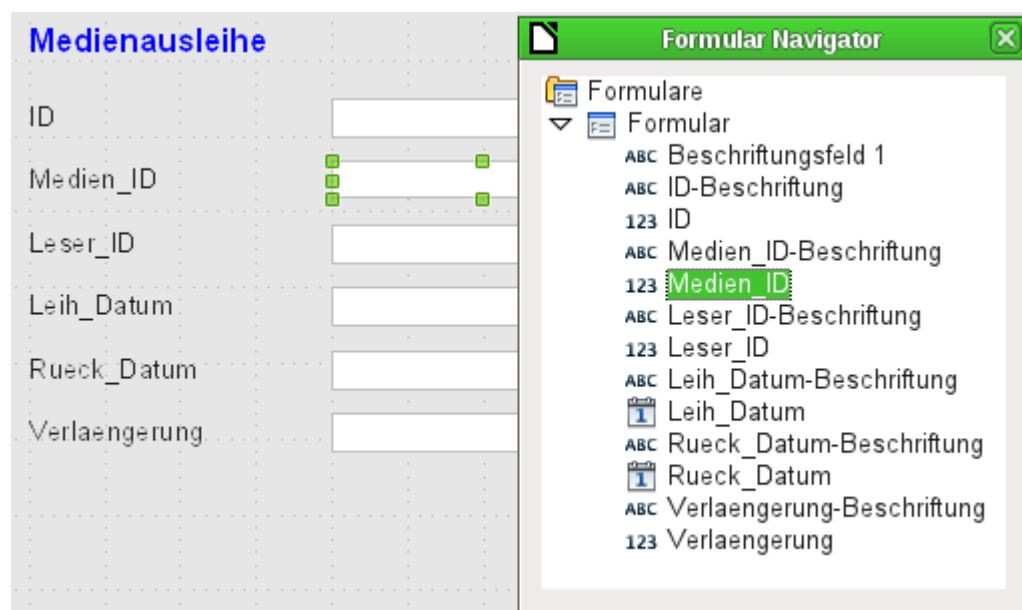 Medienausleihe
ID
Medien_ID
Leser_ID
Leih_Datum
Rueck_Datum
Verlaengerung
Formular Navigator
Formulare
Formular
ABC Beschriftungsfeld 1
ABC ID-Beschriftung
123 ID
ABC Medien_ID-Beschriftung
123 Medien_ID
ABC Leser_ID-Beschriftung
123 Leser_ID
ABC Leih_Datum-Beschriftung
1 Leih_Datum
ABC Rueck_Datum-Beschriftung
1 Rueck_Datum
ABC Verlaengerung-Beschriftung
123 Verlaengerung